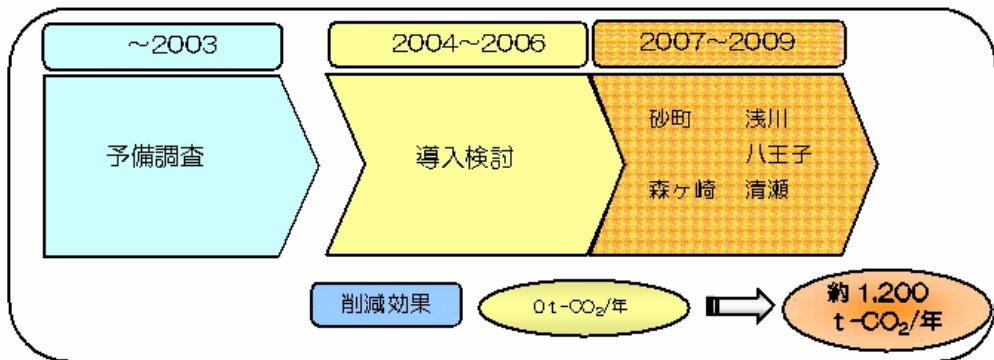 ～2003
2004～2006
2007～2009
予備調査
導入検討
砂町 浅川
八王子
森ヶ崎 清瀬
削減効果
0t-CO₂/年
約1,200
t-CO₂/年